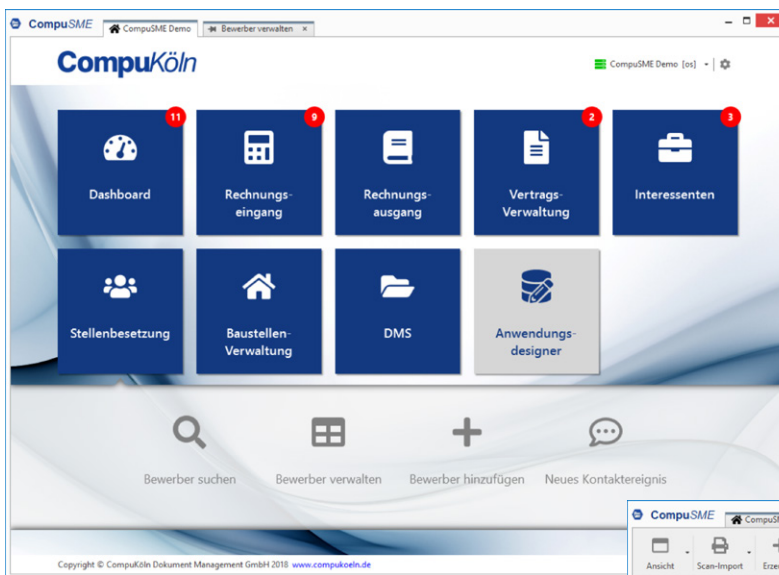 CompuSME CompuSME Demo Bewerber verwalten ×
CompuKöln
CompuSME Demo [os]
11 9 2 3
Dashboard Rechnungs- Rechnungs- Vertrags- Interessenten
eingang ausgang Verwaltung
Stellenbesetzung Baustellen- DMS Anwendungs-
Verwaltung designer
Bewerber suchen Bewerber verwalten Bewerber hinzufügen Neues Kontaktereignis
Copyright © CompuKöln Dokument Management GmbH 2018 www.compukoeln.de
CompuSME
Ansicht Scan-Import